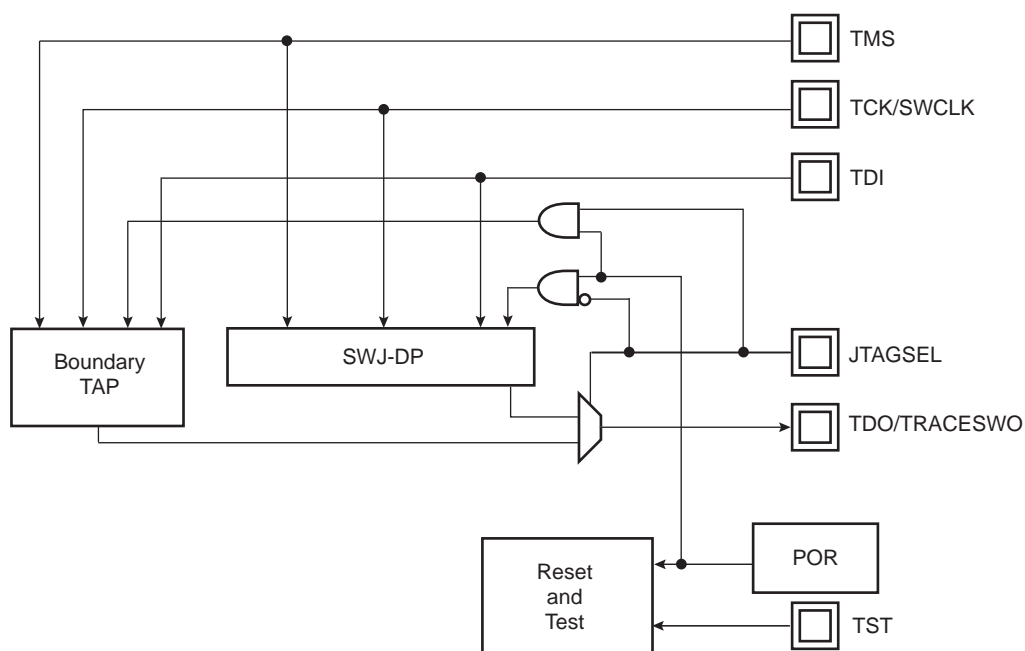 TMS
TCK/SWCLK
TDI
Boundary
TAP
SWJ-DP
JTAGSEL
TDO/TRACESWO
POR
Reset
and
Test
TST